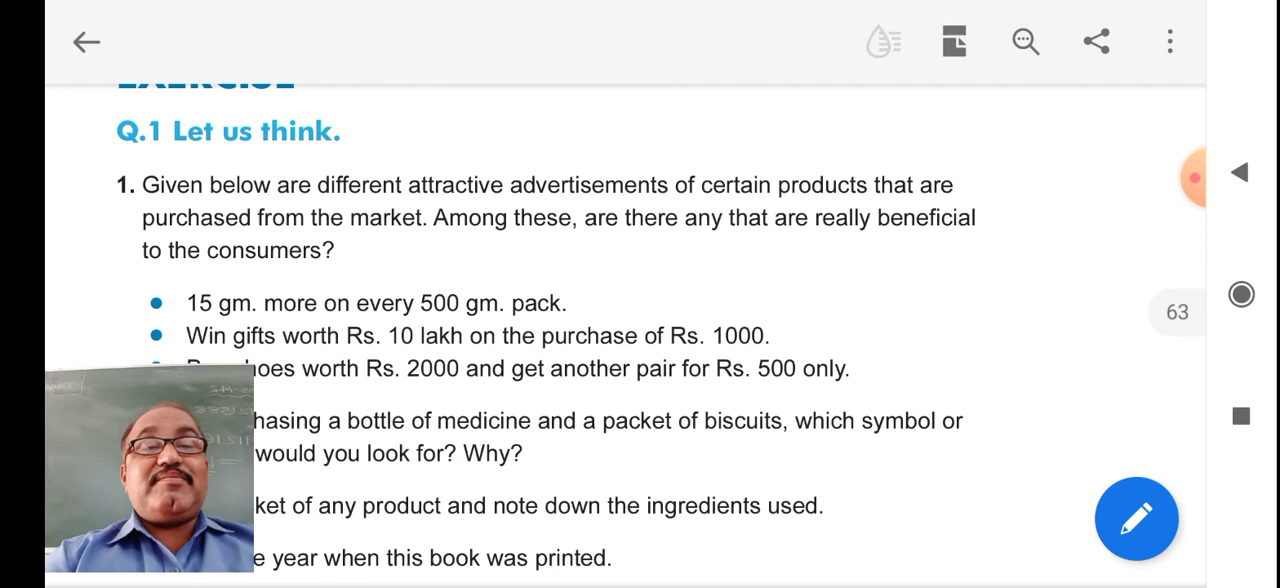 EXERCISE
Q.1 Let us think.
1. Given below are different attractive advertisements of certain products that are
purchased from the market. Among these, are there any that are really beneficial
to the consumers?
• 15 gm. more on every 500 gm. pack.
• Win gifts worth Rs. 10 lakh on the purchase of Rs. 1000.
worth Rs. 2000 and get another pair for Rs. 500 only.
a bottle of medicine and a packet of biscuits, which symbol or
would you look for? Why?
of any product and note down the ingredients used.
year when this book was printed.
63